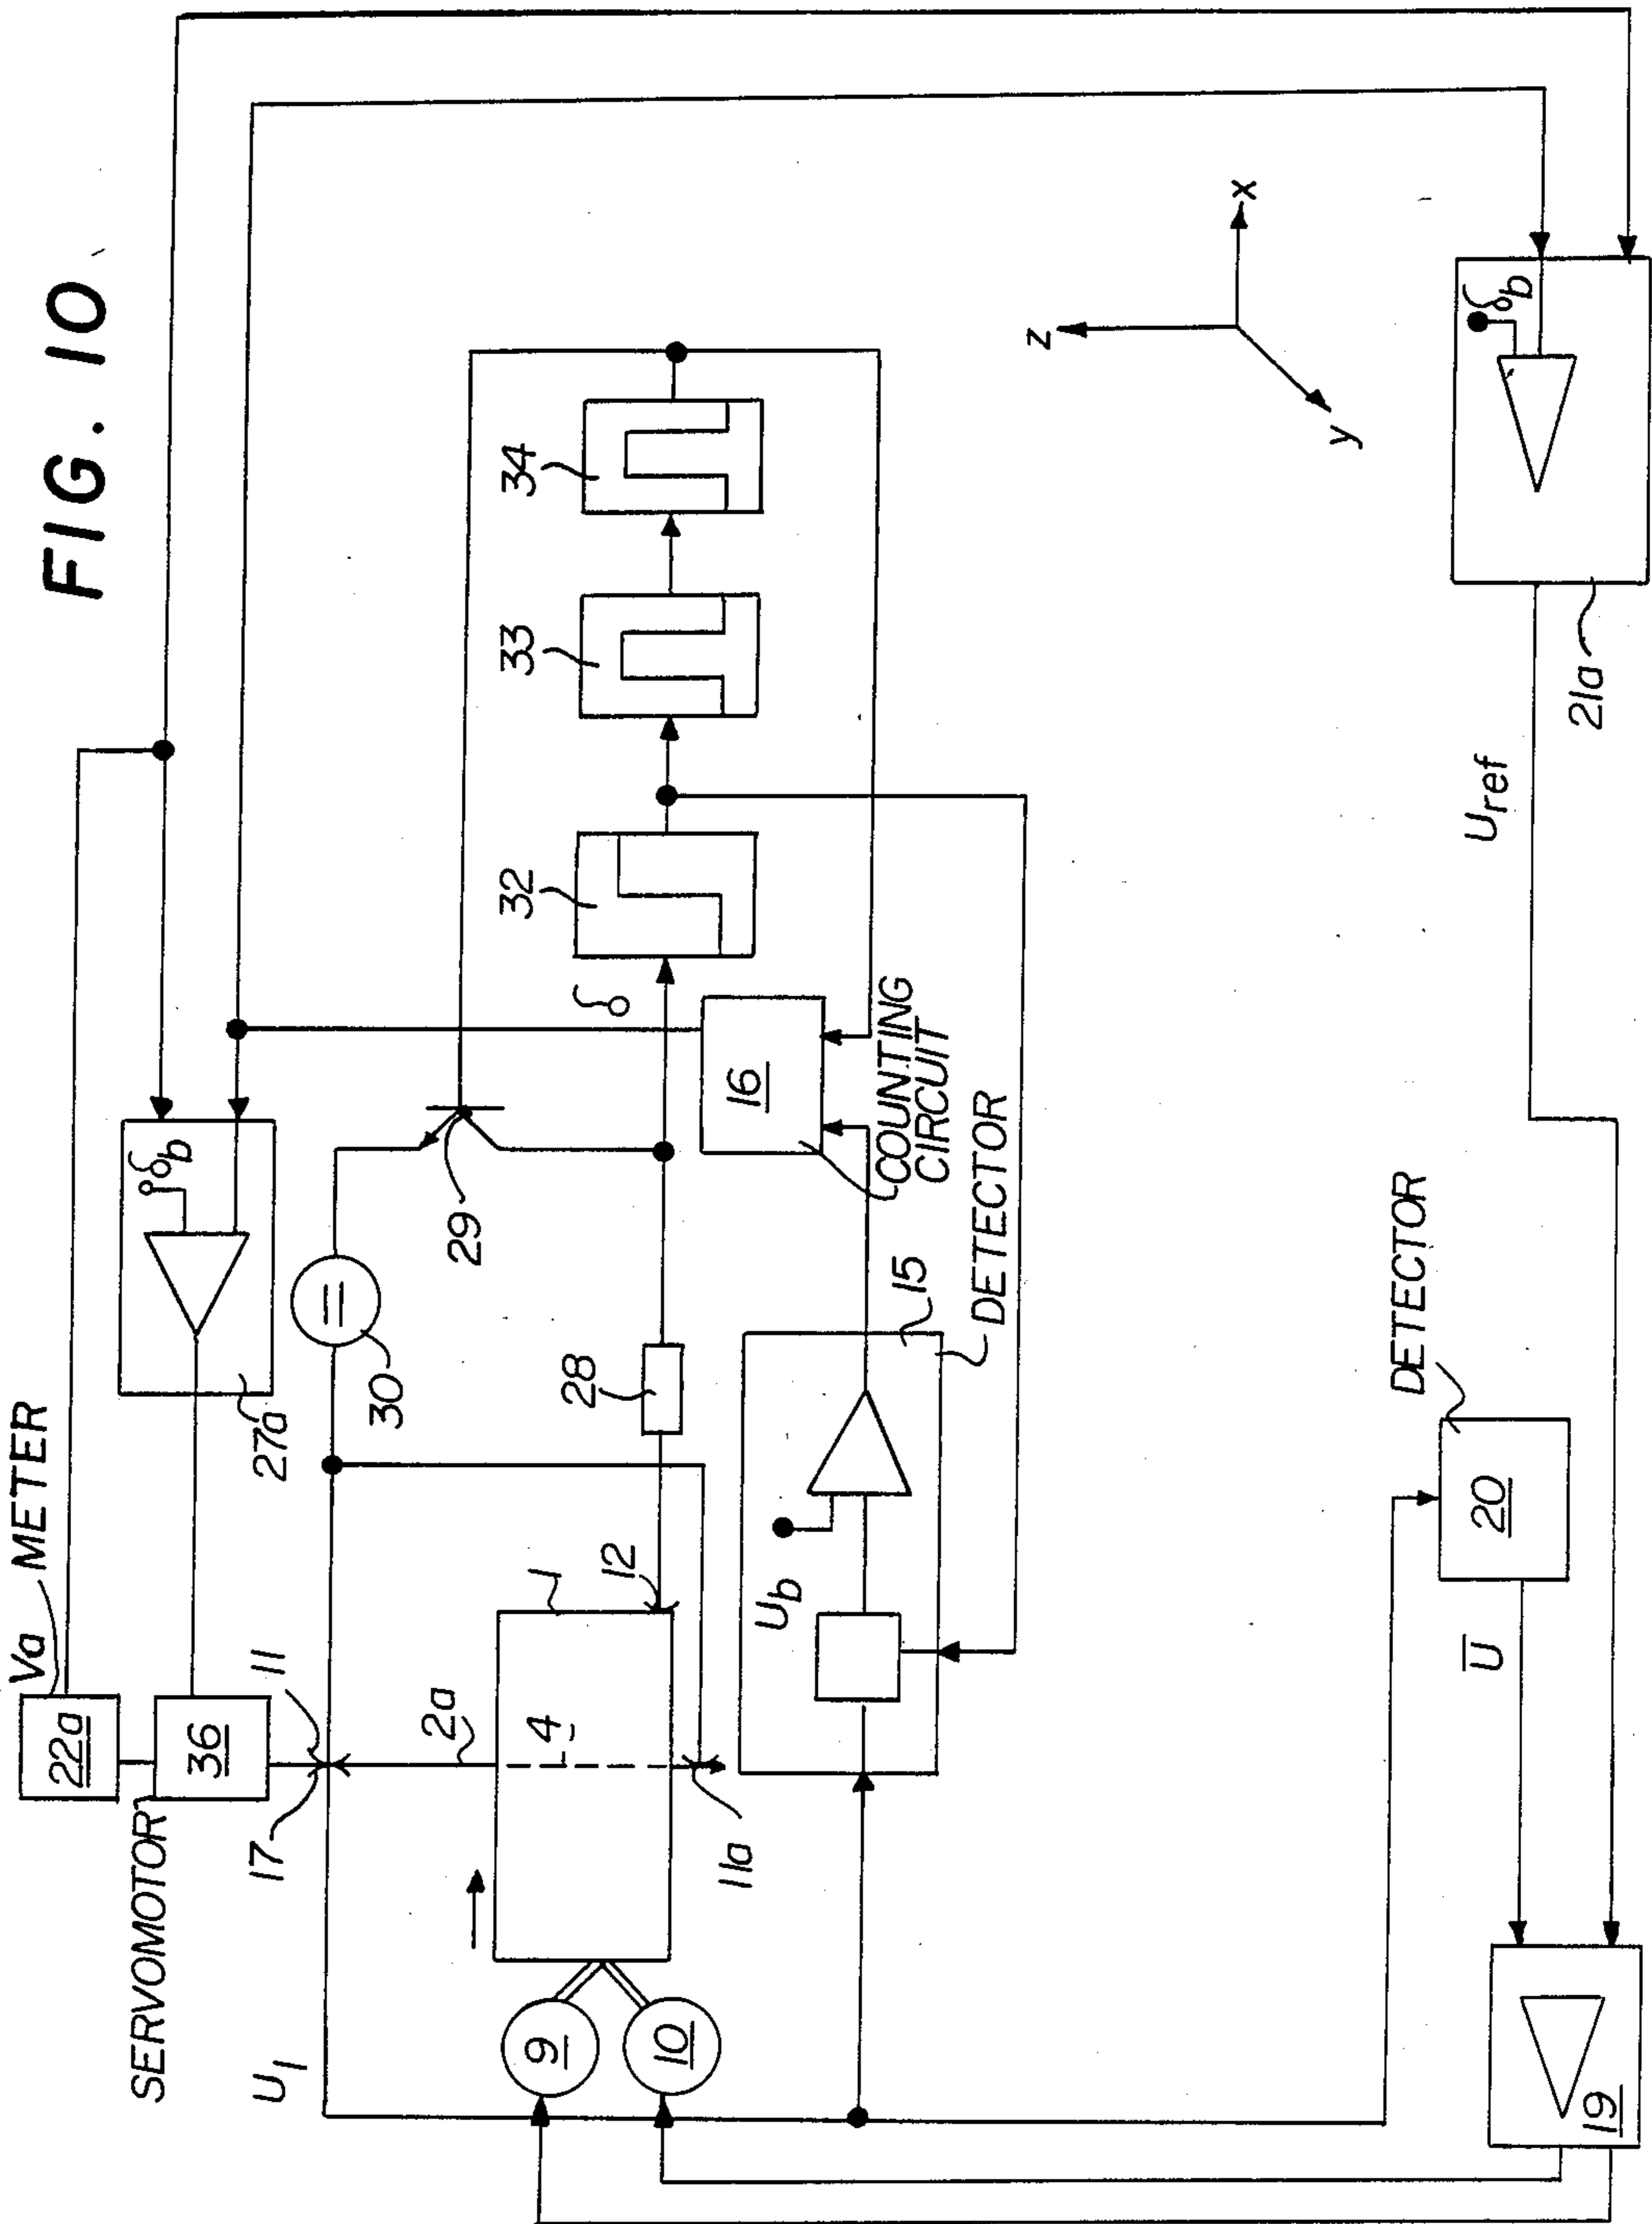 FIG. 10
Va METER
22a
SERVOMOTOR
36
27a
δb
17
11
U1
2a
4
1
12
11a
9
10
30
29
28
δ
32
33
34
16
COUNTING
CIRCUIT
Ub
15
DETECTOR
z
x
y
DETECTOR
20
U̅
Uref
21a
δb
19